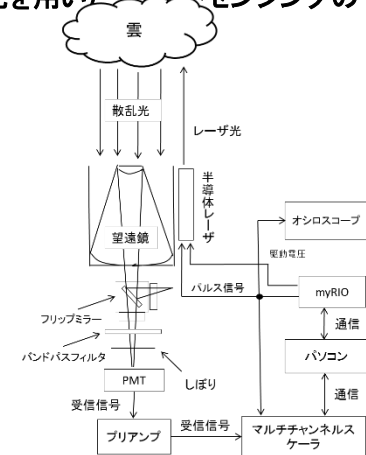 光を用い
センシングの
雲
散乱光
レーザ光
半導体レーザ
望遠鏡
オシロスコープ
駆動電圧
パルス信号
myRIO
フリップミラー
通信
バンドパスフィルタ
パソコン
PMT
しぼり
通信
受信信号
受信信号
プリアンプ
マルチチャンネルス
ケーラ